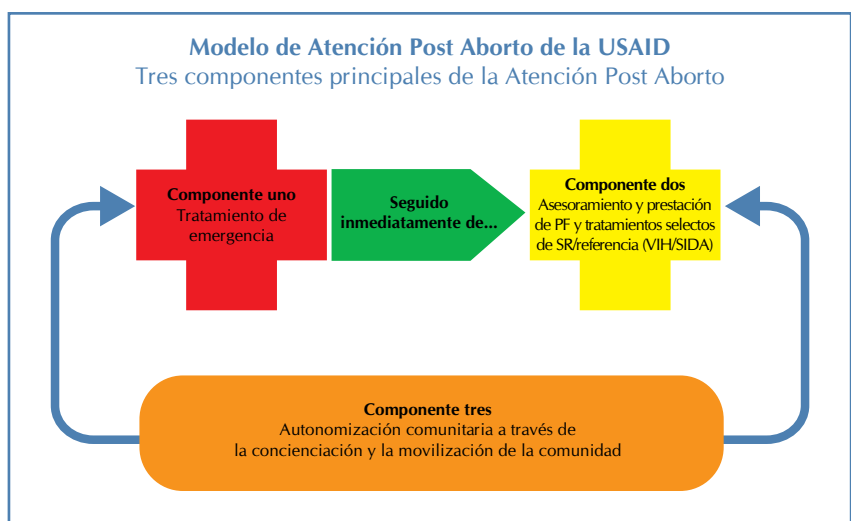 Modelo de Atención Post Aborto de la USAID
Tres componentes principales de la Atención Post Aborto
Componente uno
Tratamiento de
emergencia
Seguido
inmediatamente de...
Componente dos
Asesoramiento y prestación
de PF y tratamientos selectos
de SR/referencia (VIH/SIDA)
Componente tres
Autonomización comunitaria a través de
la concienciación y la movilización de la comunidad